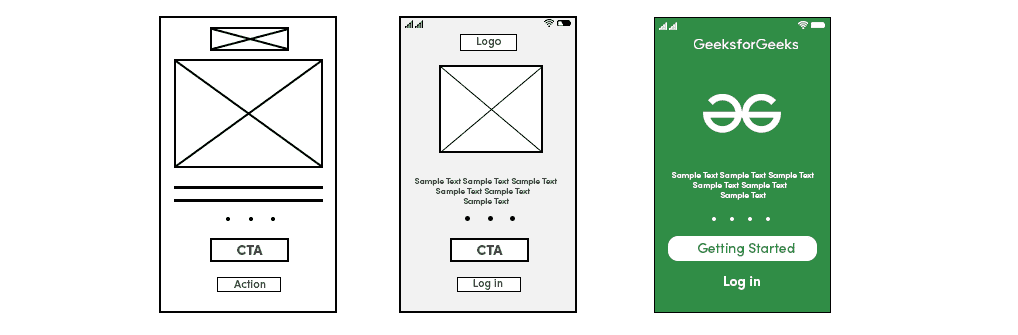 CTA
Action
Logo
Sample Text Sample Text Sample Text
Sample Text Sample Text
Sample Text
CTA
Log in
GeeksforGeeks
Sample Text Sample Text Sample Text
Sample Text Sample Text
Sample Text
Getting Started
Log in